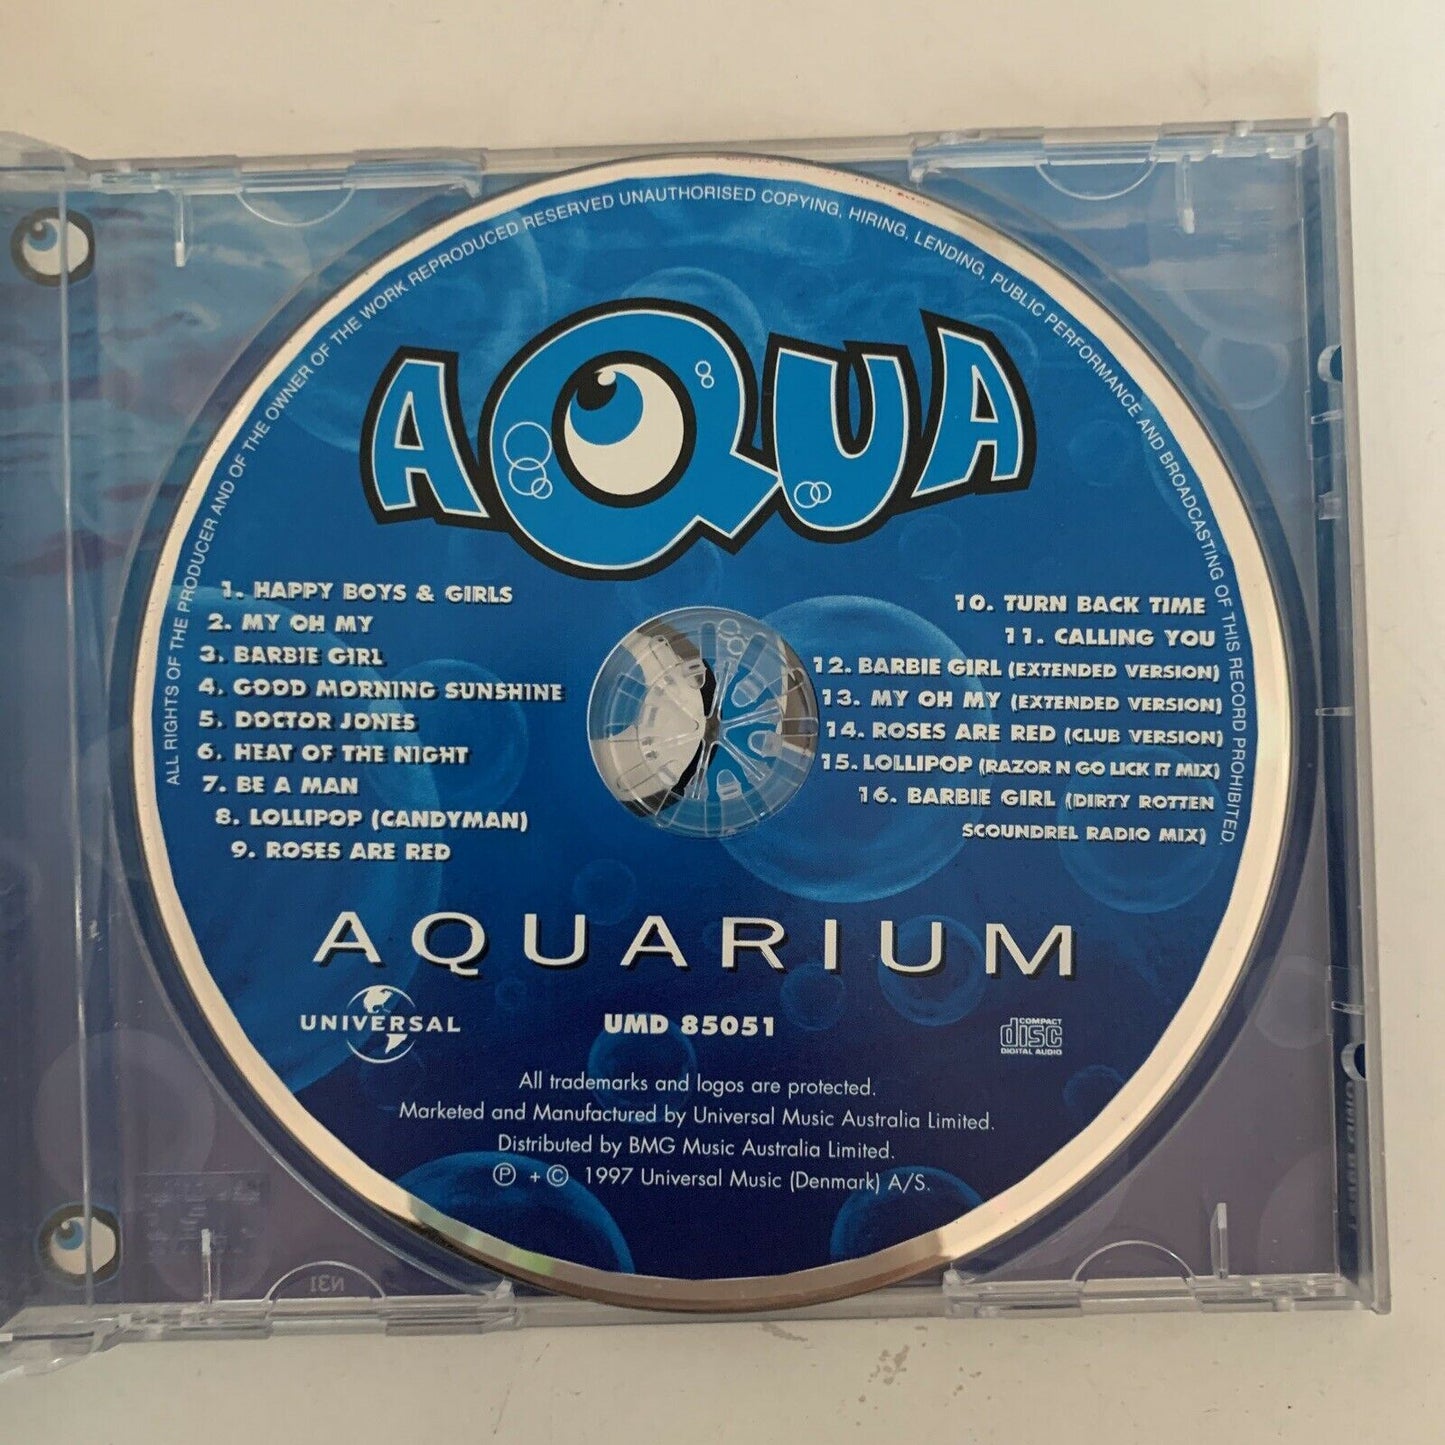 ALL RIGHTS OF THE PRODUCER AND OF THE OWNER OF THE WORK REPRODUCED RESERVED UNAUTHORISED COPYING, HIRING, LENDING, PUBLIC PERFORMANCE AND BROADCASTING OF THIS RECORD PROHIBITED.
AQUA
1. HAPPY BOYS & GIRLS
2. MY OH MY
3. BARBIE GIRL
4. GOOD MORNING SUNSHINE
5. DOCTOR JONES
6. HEAT OF THE NIGHT
7. BE A MAN
8. LOLLIPOP (CANDYMAN)
9. ROSES ARE RED
10. TURN BACK TIME
11. CALLING YOU
12. BARBIE GIRL (EXTENDED VERSION)
13. MY OH MY (EXTENDED VERSION)
14. ROSES ARE RED (CLUB VERSION)
15. LOLLIPOP (RAZOR N GO LICK IT MIX)
16. BARBIE GIRL (DIRTY ROTTEN
SCOUNDREL RADIO MIX)
AQUARIUM
UNIVERSAL
UMD 85051
COMPACT
disc
DIGITAL AUDIO
All trademarks and logos are protected.
Marketed and Manufactured by Universal Music Australia Limited.
Distributed by BMG Music Australia Limited.
℗ + © 1997 Universal Music (Denmark) A/S.
N31